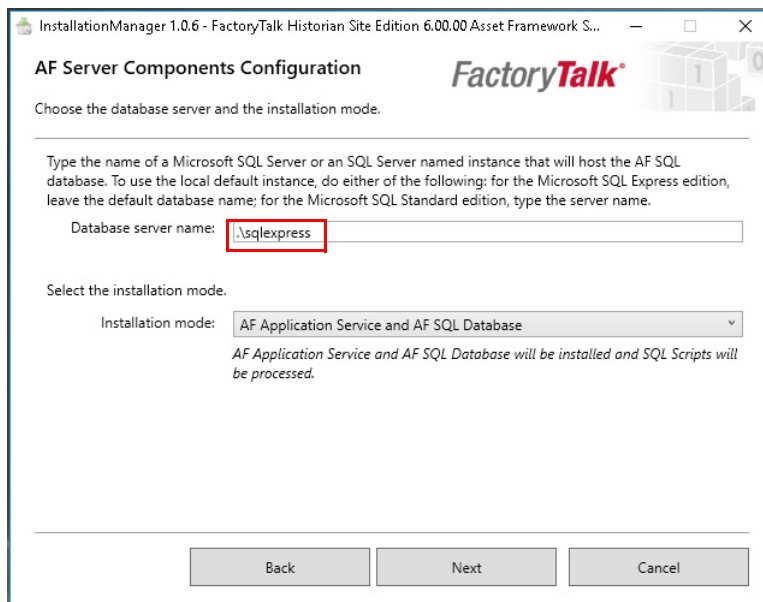 InstallationManager 1.0.6 - FactoryTalk Historian Site Edition 6.00.00 Asset Framework S...
AF Server Components Configuration
FactoryTalk
Choose the database server and the installation mode.
Type the name of a Microsoft SQL Server or an SQL Server named instance that will host the AF SQL
database. To use the local default instance, do either of the following: for the Microsoft SQL Express edition,
leave the default database name; for the Microsoft SQL Standard edition, type the server name.
Database server name: .\sqlexpress
Select the installation mode.
Installation mode: AF Application Service and AF SQL Database
AF Application Service and AF SQL Database will be installed and SQL Scripts will
be processed.
Back Next Cancel